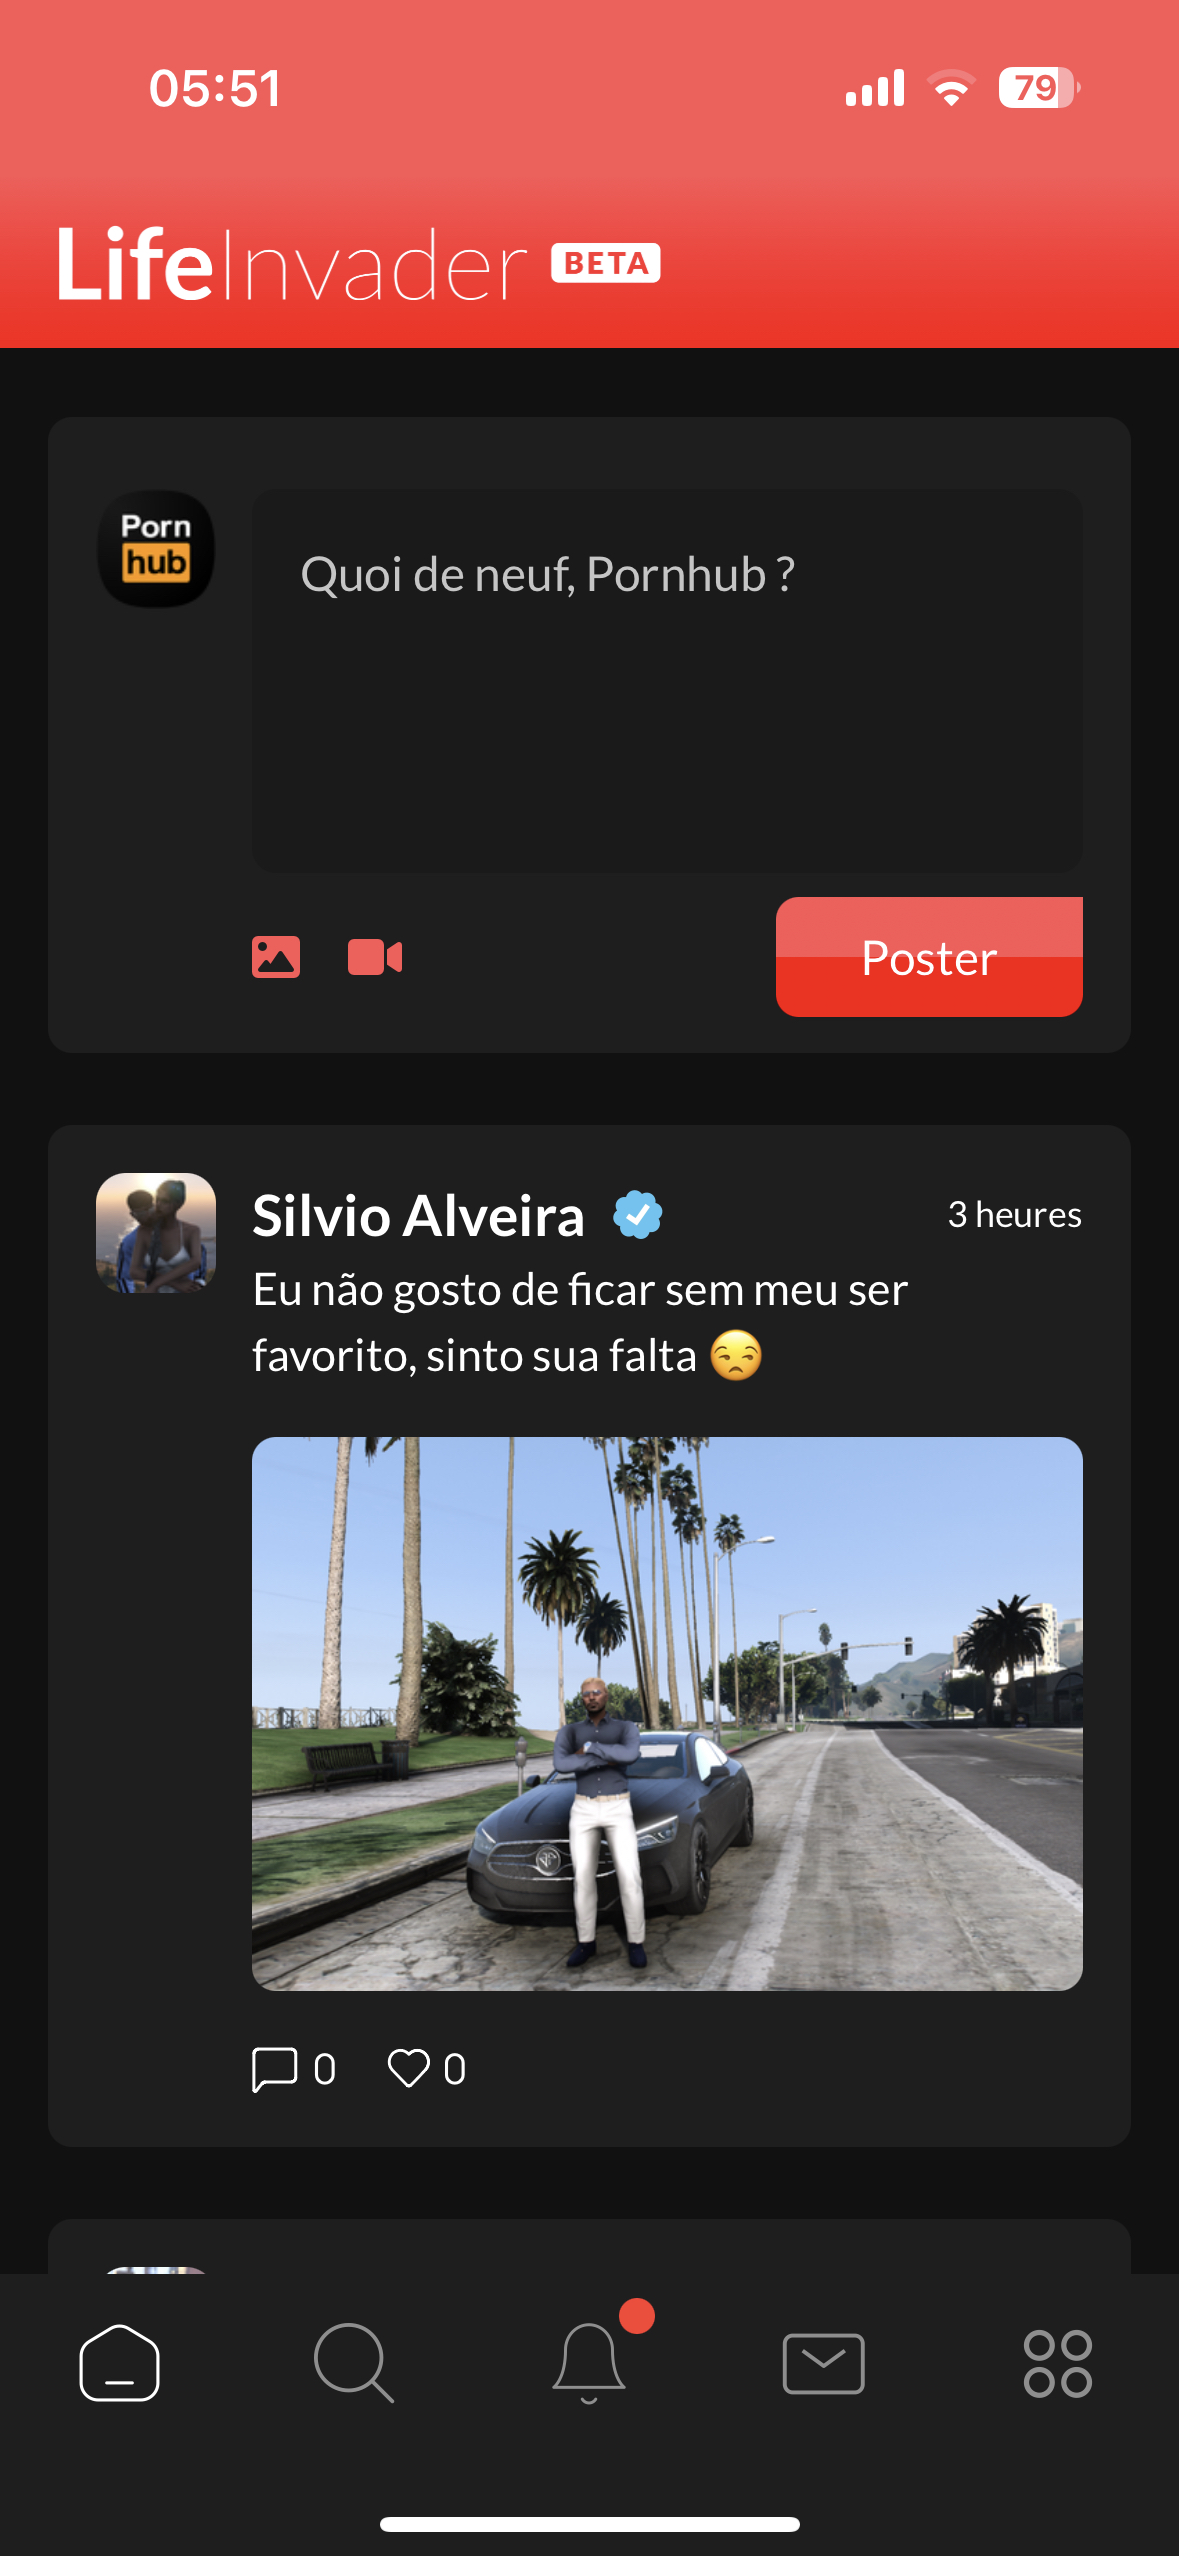 05:51
79
LifeInvader BETA
Porn
hub
Quoi de neuf, Pornhub ?
Poster
Silvio Alveira
3 heures
Eu não gosto de ficar sem meu ser
favorito, sinto sua falta 😒
0 0